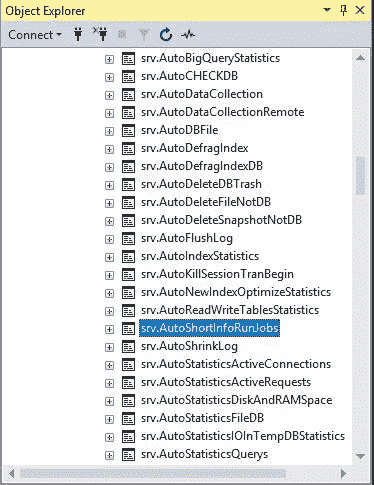 Object Explorer
Connect
srv.AutoBigQueryStatistics
srv.AutoCHECKDB
srv.AutoDataCollection
srv.AutoDataCollectionRemote
srv.AutoDBFile
srv.AutoDefragIndex
srv.AutoDefragIndexDB
srv.AutoDeleteDBTrash
srv.AutoDeleteFileNotDB
srv.AutoDeleteSnapshotNotDB
srv.AutoFlushLog
srv.AutoIndexStatistics
srv.AutoKillSessionTranBegin
srv.AutoNewIndexOptimizeStatistics
srv.AutoReadWriteTablesStatistics
srv.AutoShortInfoRunJobs
srv.AutoShrinkLog
srv.AutoStatisticsActiveConnections
srv.AutoStatisticsActiveRequests
srv.AutoStatisticsDiskAndRAMSpace
srv.AutoStatisticsFileDB
srv.AutoStatisticsIOInTempDBStatistics
srv.AutoStatisticsQuerys